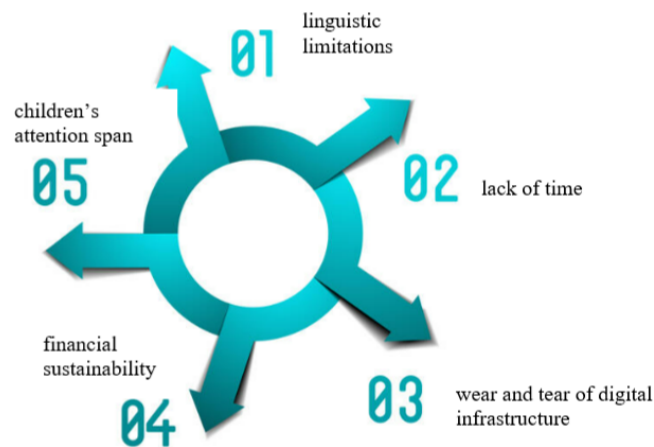 01
linguistic
limitations
02
lack of time
03
wear and tear of digital
infrastructure
04
financial
sustainability
05
children’s
attention span